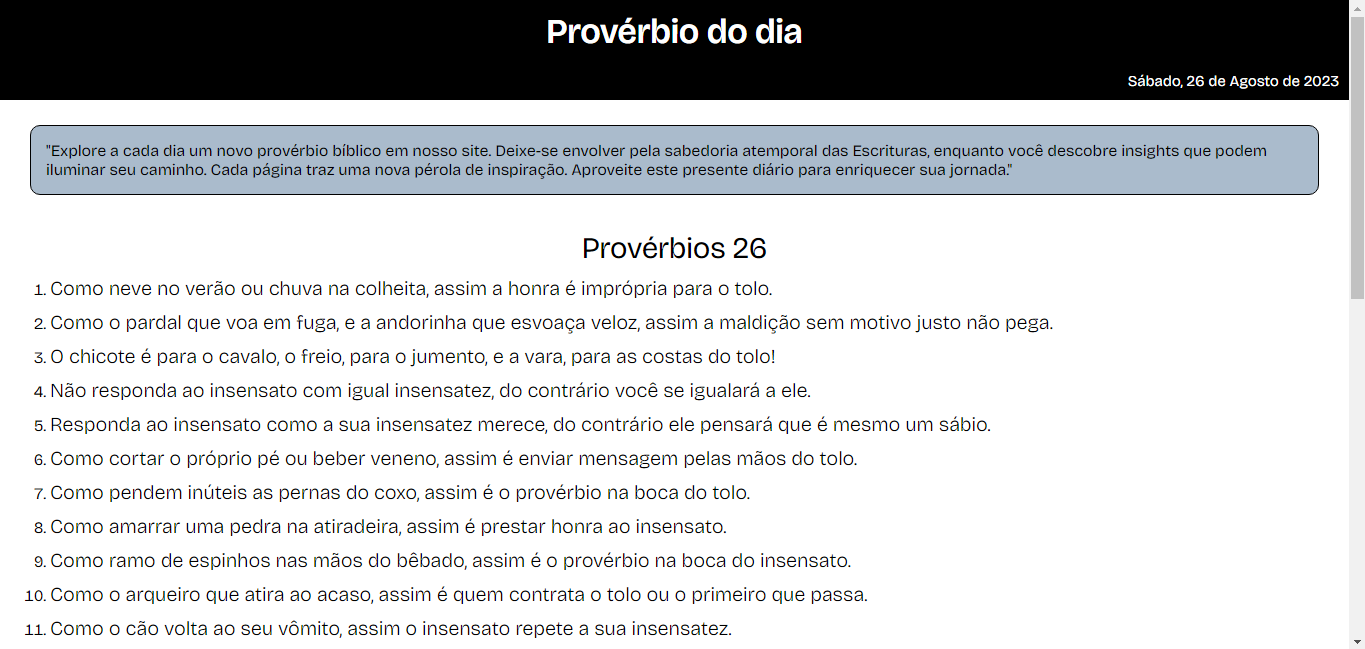 Provérbio do dia
Sábado, 26 de Agosto de 2023
"Explore a cada dia um novo provérbio bíblico em nosso site. Deixe-se envolver pela sabedoria atemporal das Escrituras, enquanto você descobre insights que podem
iluminar seu caminho. Cada página traz uma nova pérola de inspiração. Aproveite este presente diário para enriquecer sua jornada."
Provérbios 26
1. Como neve no verão ou chuva na colheita, assim a honra é imprópria para o tolo.
2. Como o pardal que voa em fuga, e a andorinha que esvoaça veloz, assim a maldição sem motivo justo não pega.
3. O chicote é para o cavalo, o freio, para o jumento, e a vara, para as costas do tolo!
4. Não responda ao insensato com igual insensatez, do contrário você se igualará a ele.
5. Responda ao insensato como a sua insensatez merece, do contrário ele pensará que é mesmo um sábio.
6. Como cortar o próprio pé ou beber veneno, assim é enviar mensagem pelas mãos do tolo.
7. Como pendem inúteis as pernas do coxo, assim é o provérbio na boca do tolo.
8. Como amarrar uma pedra na atiradeira, assim é prestar honra ao insensato.
9. Como ramo de espinhos nas mãos do bêbado, assim é o provérbio na boca do insensato.
10. Como o arqueiro que atira ao acaso, assim é quem contrata o tolo ou o primeiro que passa.
11. Como o cão volta ao seu vômito, assim o insensato repete a sua insensatez.